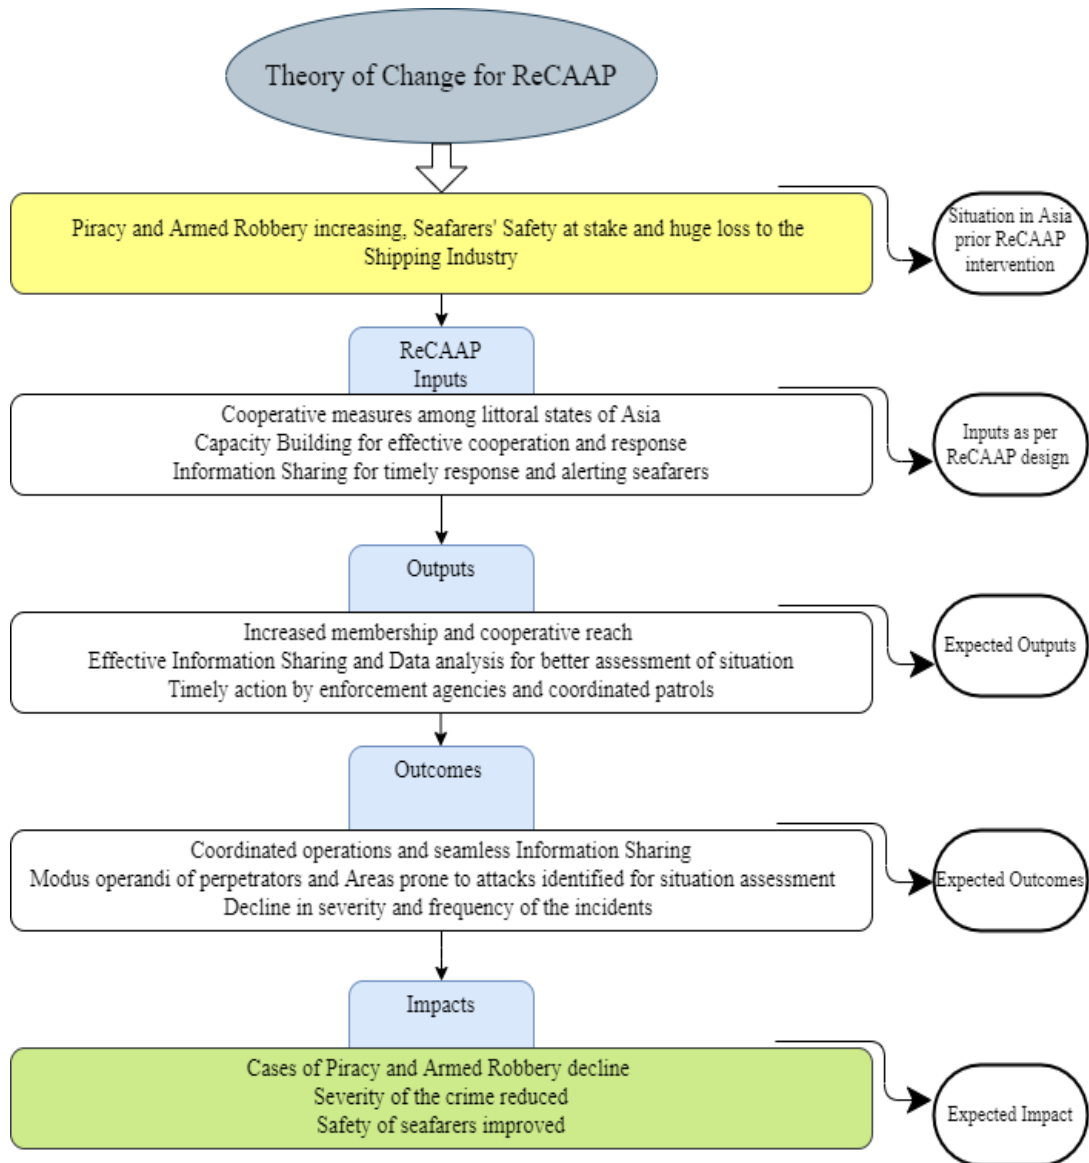 Theory of Change for ReCAAP
Piracy and Armed Robbery increasing, Seafarers' Safety at stake and huge loss to the
Shipping Industry
Situation in Asia
prior ReCAAP
intervention
ReCAAP
Inputs
Cooperative measures among littoral states of Asia
Capacity Building for effective cooperation and response
Information Sharing for timely response and alerting seafarers
Inputs as per
ReCAAP design
Outputs
Increased membership and cooperative reach
Effective Information Sharing and Data analysis for better assessment of situation
Timely action by enforcement agencies and coordinated patrols
Expected Outputs
Outcomes
Coordinated operations and seamless Information Sharing
Modus operandi of perpetrators and Areas prone to attacks identified for situation assessment
Decline in severity and frequency of the incidents
Expected Outcomes
Impacts
Cases of Piracy and Armed Robbery decline
Severity of the crime reduced
Safety of seafarers improved
Expected Impact